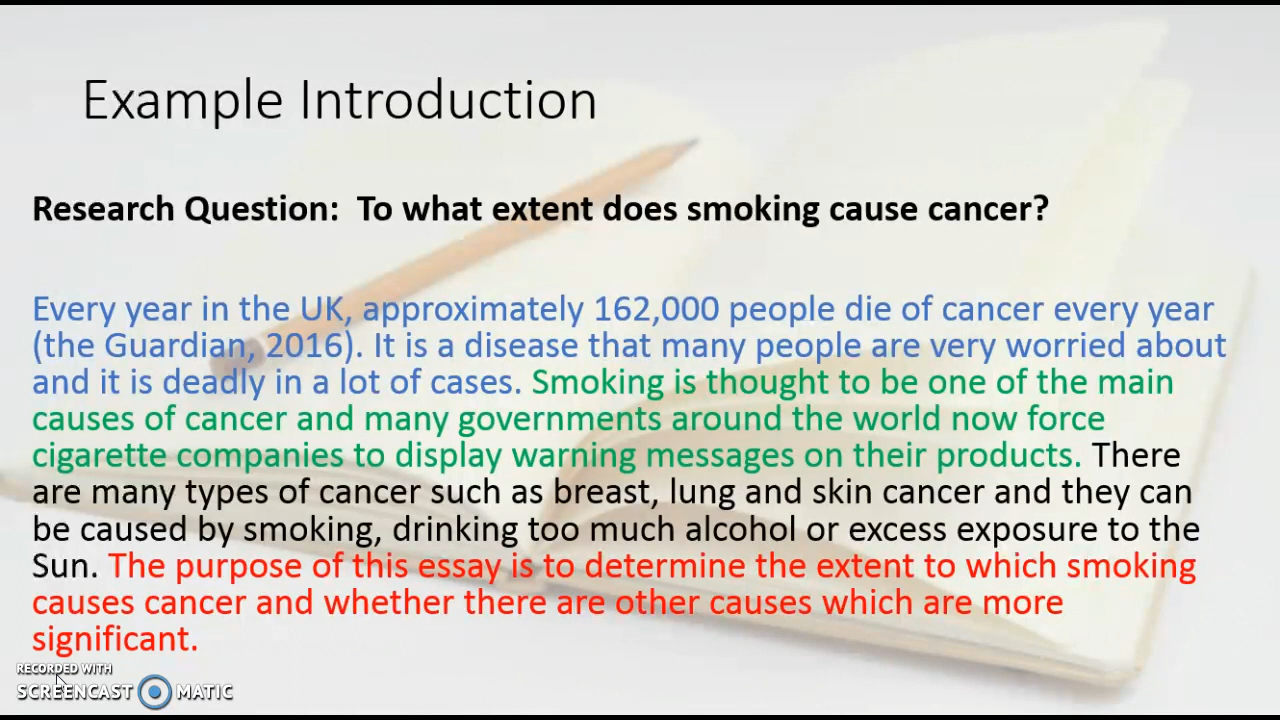 Example Introduction
Research Question:  To what extent does smoking cause cancer?
Every year in the UK, approximately 162,000 people die of cancer every year
(the Guardian, 2016). It is a disease that many people are very worried about
and it is deadly in a lot of cases. Smoking is thought to be one of the main
causes of cancer and many governments around the world now force
cigarette companies to display warning messages on their products. There
are many types of cancer such as breast, lung and skin cancer and they can
be caused by smoking, drinking too much alcohol or excess exposure to the
Sun. The purpose of this essay is to determine the extent to which smoking
causes cancer and whether there are other causes which are more
significant.
RECORDED WITH
SCREENCAST MATIC